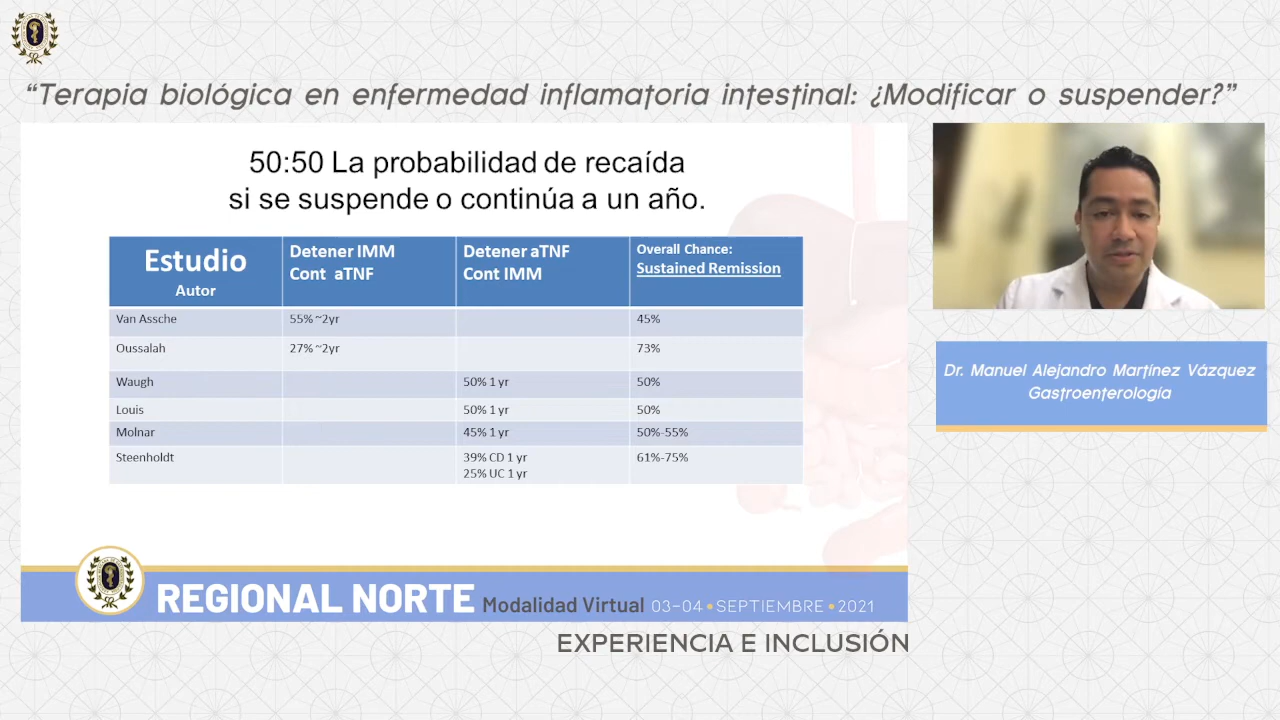 “Terapia biológica en enfermedad inflamatoria intestinal: ¿Modificar o suspender?”
50:50 La probabilidad de recaída
si se suspende o continúa a un año.
Estudio
Autor
Detener IMM
Cont aTNF
Detener aTNF
Cont IMM
Overall Chance:
Sustained Remission
Van Assche 55% ~2yr 45%
Oussalah 27% ~2yr 73%
Waugh 50% 1 yr 50%
Louis 50% 1 yr 50%
Molnar 45% 1 yr 50%-55%
Steenholdt 39% CD 1 yr 61%-75%
25% UC 1 yr
Dr. Manuel Alejandro Martínez Vázquez
Gastroenterología
REGIONAL NORTE Modalidad Virtual 03-04•SEPTIEMBRE•2021
EXPERIENCIA E INCLUSIÓN